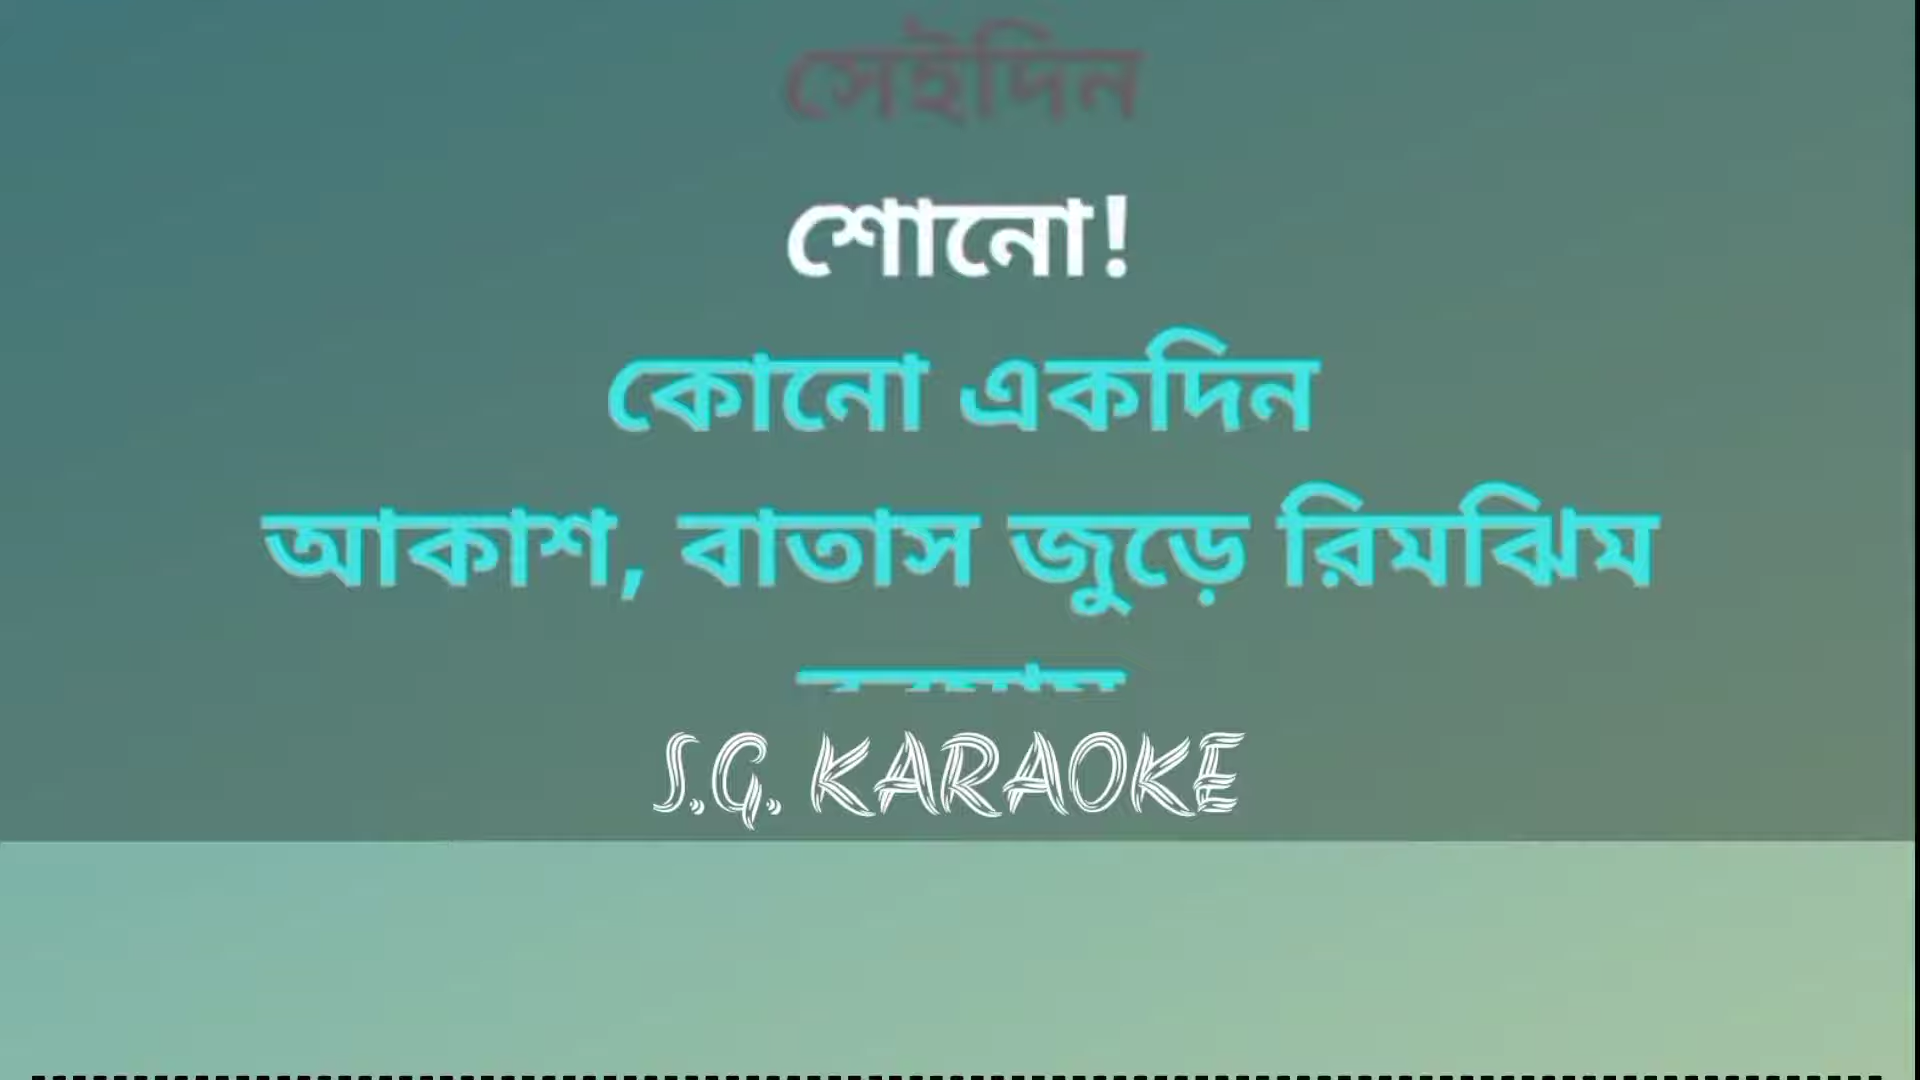 সেইদিন
শোনো!
কোনো একদিন
আকাশ, বাতাস জুড়ে রিমঝিম
S.G. KARAOKE